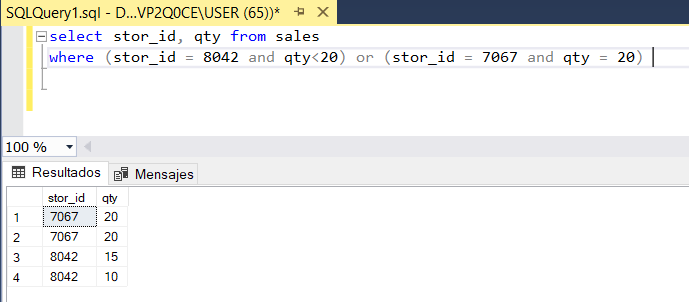 SQLQuery1.sql - D...VP2Q0CE\USER (65))*
select stor_id, qty from sales
where (stor_id = 8042 and qty<20) or (stor_id = 7067 and qty = 20)
100 %
Resultados Mensajes
stor_id qty
1 7067 20
2 7067 20
3 8042 15
4 8042 10